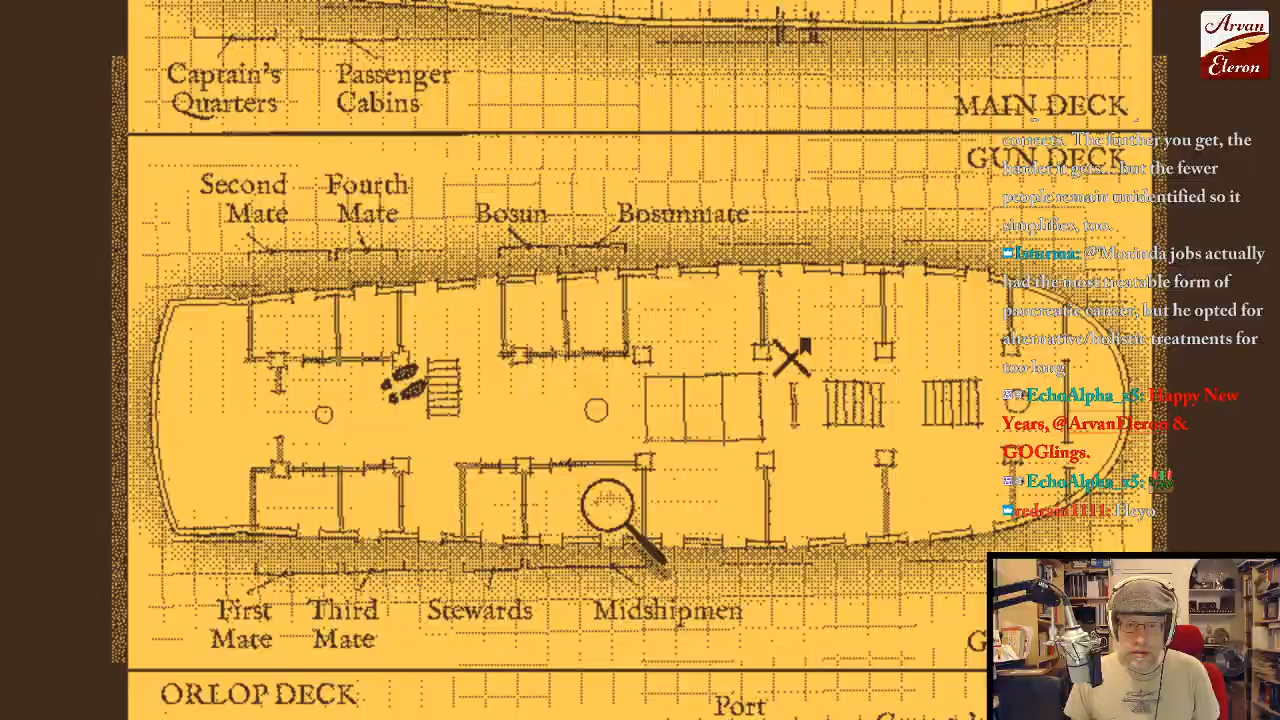 Arvan
Eleron
Captain's
Quarters
Passenger
Cabins
MAIN DECK
GUN DECK
Second
Mate
Fourth
Mate
Bosun
Bosunmate
First
Mate
Third
Mate
Stewards
Midshipmen
G
ORLOP DECK
Port
corrects. The further you get, the
harder it gets... but the fewer
people remain unidentified so it
simplifies, too.
jobs actually
had the most treatable form of
pancreatic cancer, but he opted for
alternative/holistic treatments for
too long
EchoAlpha_x5: Happy New
Years, @ArvanEleron &
GOGlings.
EchoAlpha_x5:
Heyo